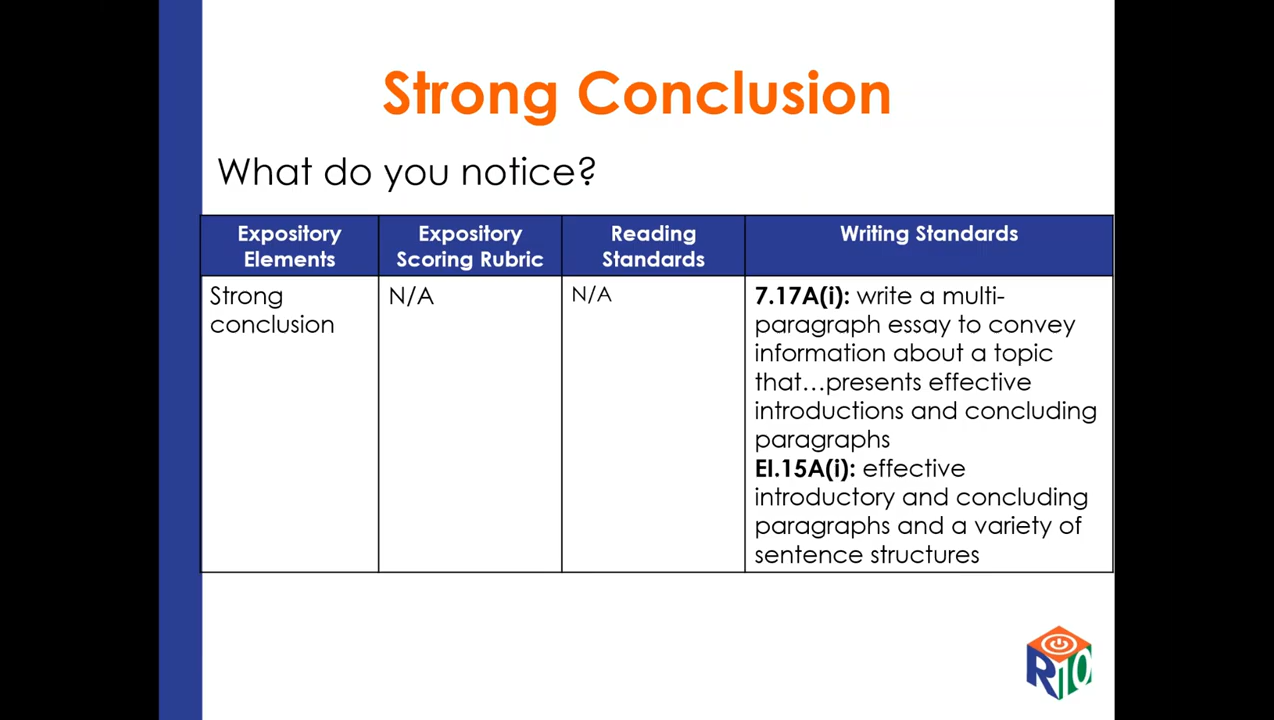 Strong Conclusion
What do you notice?
Expository
Elements
Expository
Scoring Rubric
Reading
Standards
Writing Standards
Strong
conclusion
N/A
N/A
7.17A(i): write a multi-
paragraph essay to convey
information about a topic
that…presents effective
introductions and concluding
paragraphs
EI.15A(i): effective
introductory and concluding
paragraphs and a variety of
sentence structures
R10